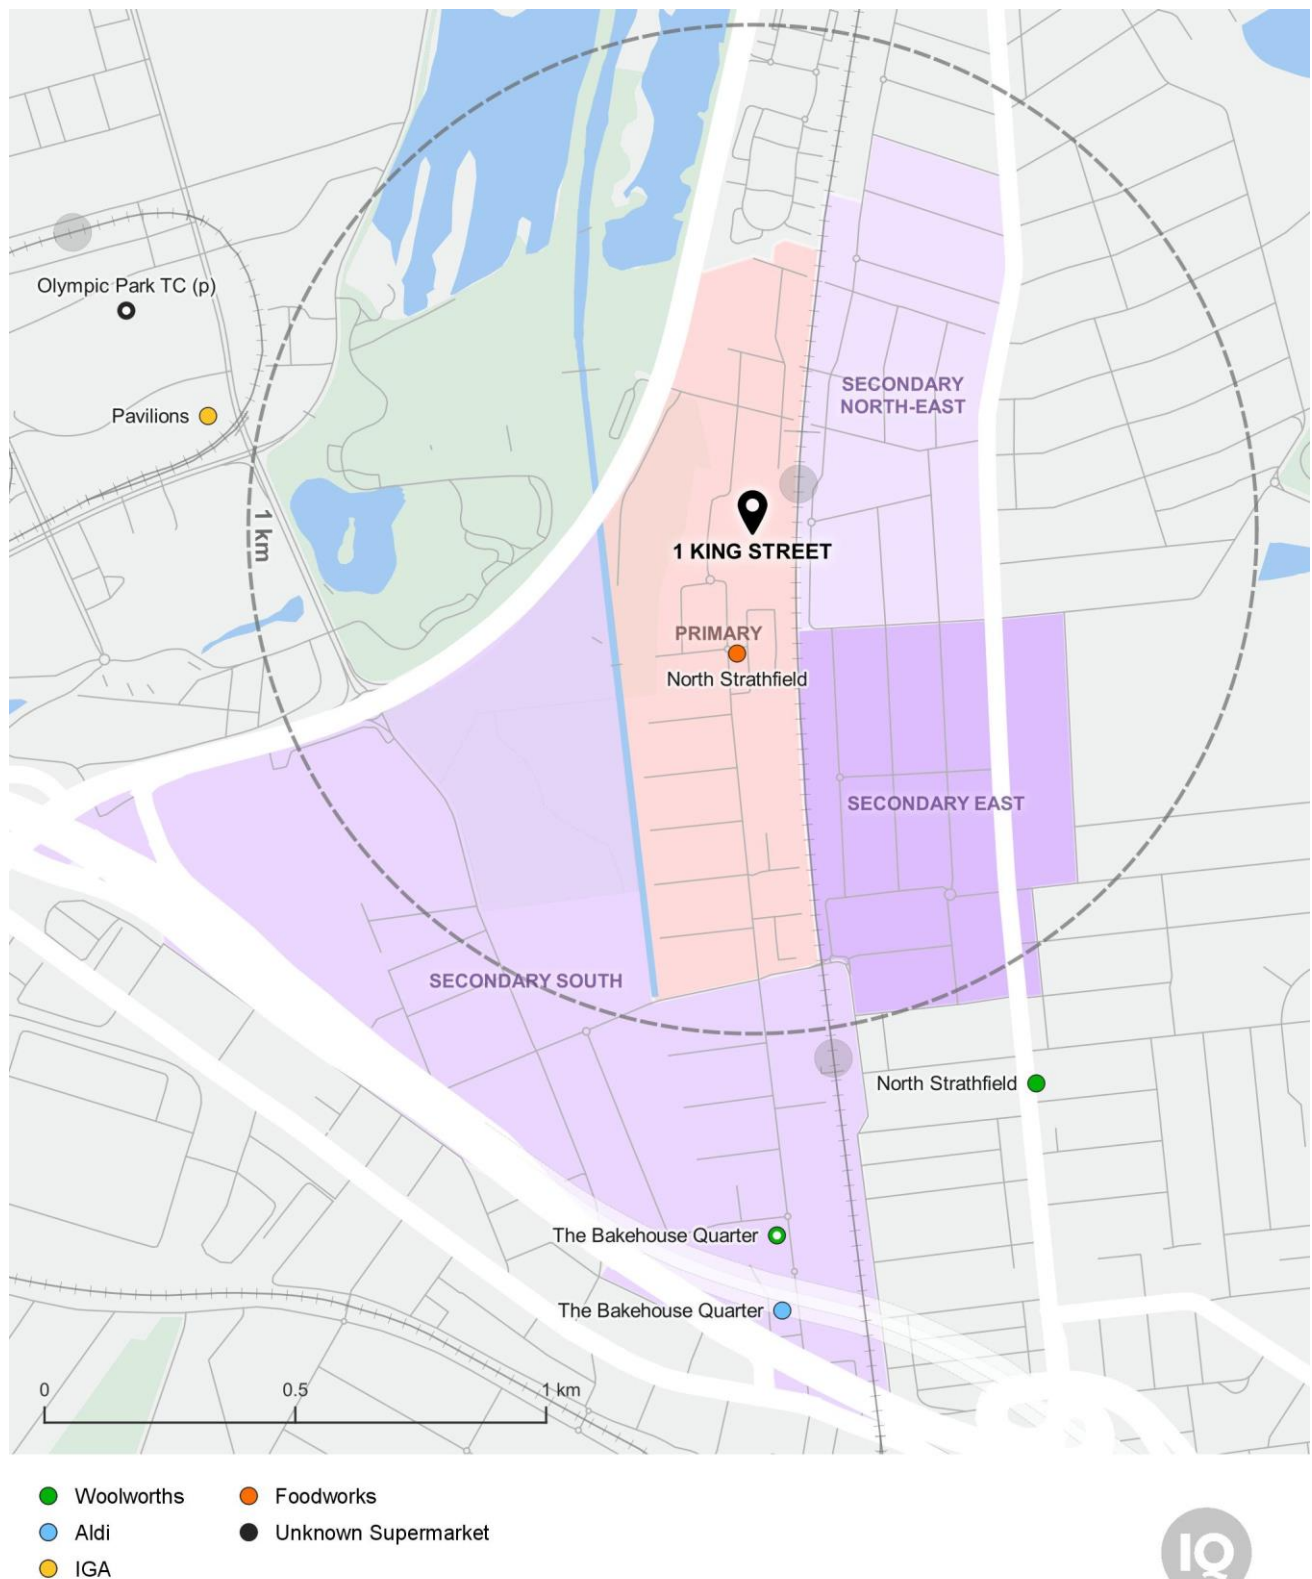 Olympic Park TC (p)
Pavilions
1 km
SECONDARY
NORTH-EAST
1 KING STREET
PRIMARY
North Strathfield
SECONDARY EAST
SECONDARY SOUTH
North Strathfield
The Bakehouse Quarter
The Bakehouse Quarter
0 0.5 1 km
Woolworths
Foodworks
Aldi
Unknown Supermarket
IGA
IQ